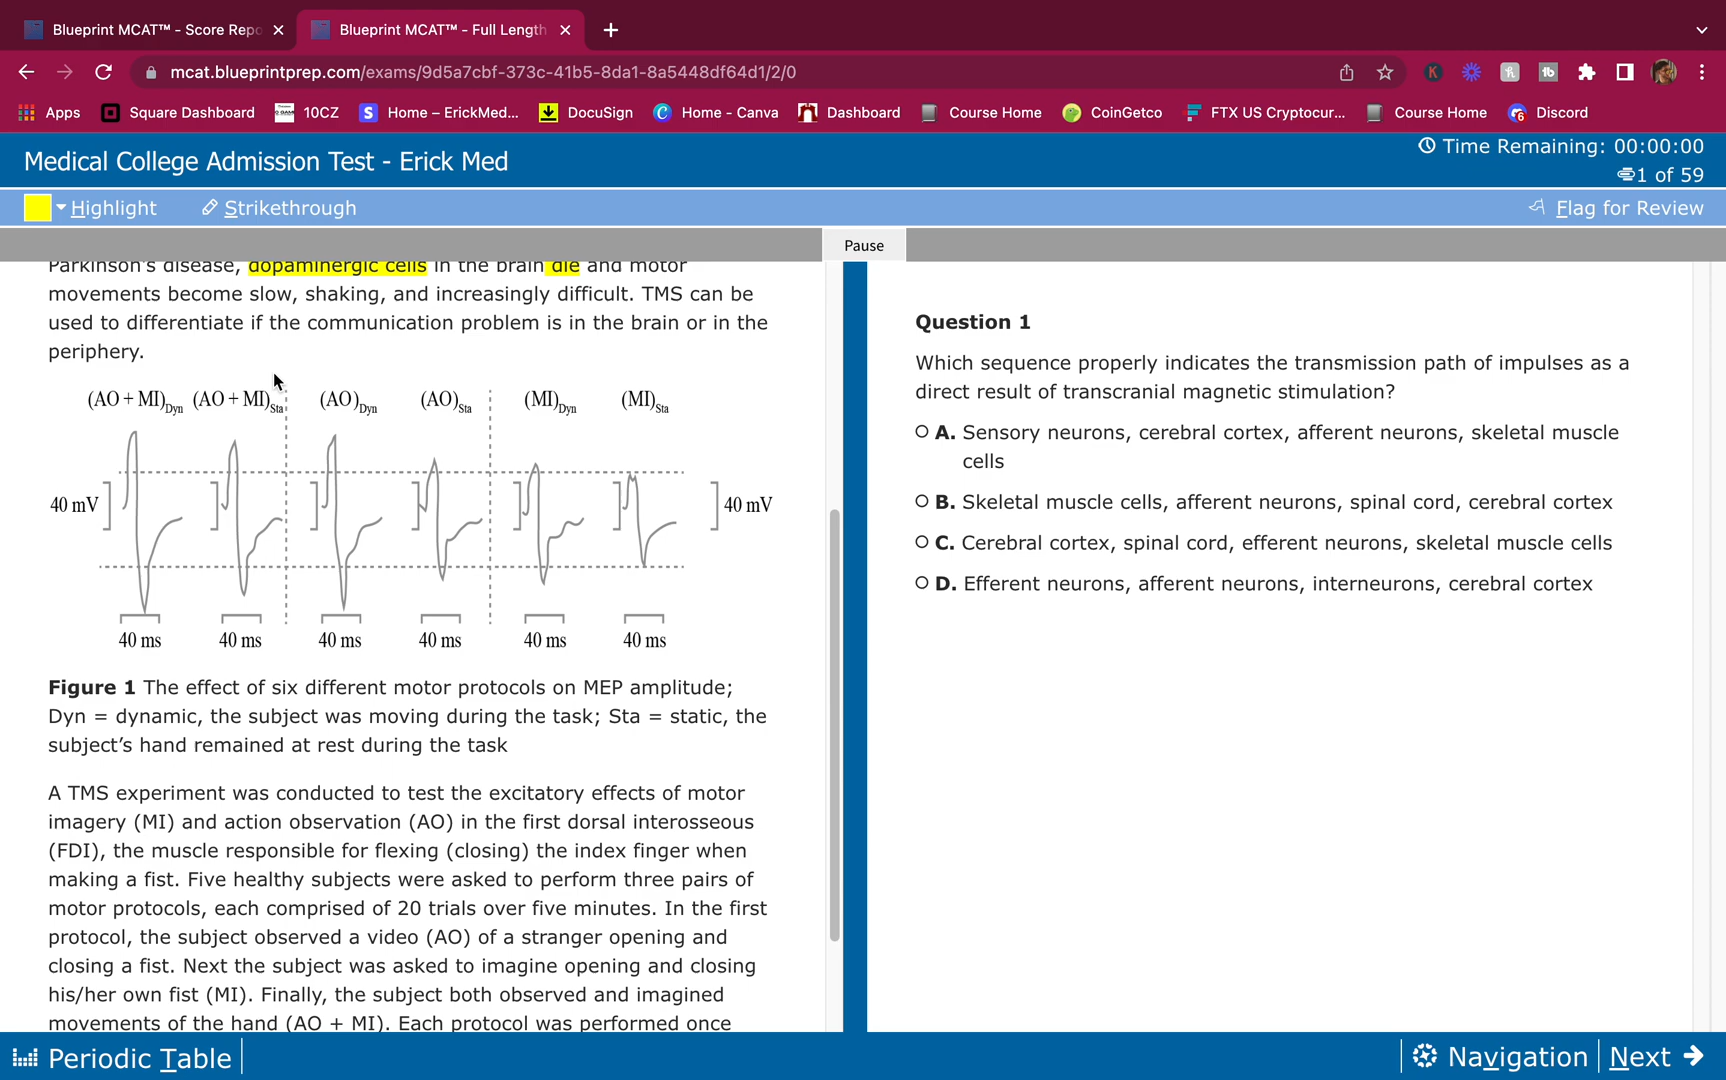 Blueprint MCAT™ - Score Repo
Blueprint MCAT™ - Full Length
mcat.blueprintprep.com/exams/9d5a7cbf-373c-41b5-8da1-8a5448df64d1/2/0
Apps
Square Dashboard
10CZ
Home – ErickMed...
DocuSign
Home - Canva
Dashboard
Course Home
CoinGetco
FTX US Cryptocur...
Course Home
Discord
Medical College Admission Test - Erick Med
Time Remaining: 00:00:00
1 of 59
Highlight
Strikethrough
Flag for Review
Pause
Parkinson's disease, dopaminergic cells in the brain die and motor
movements become slow, shaking, and increasingly difficult. TMS can be
used to differentiate if the communication problem is in the brain or in the
periphery.
(AO + MI)Dyn (AO + MI)Sta (AO)Dyn (AO)Sta (MI)Dyn (MI)Sta
40 mV 40 mV
40 ms 40 ms 40 ms 40 ms 40 ms 40 ms
Figure 1 The effect of six different motor protocols on MEP amplitude;
Dyn = dynamic, the subject was moving during the task; Sta = static, the
subject's hand remained at rest during the task
A TMS experiment was conducted to test the excitatory effects of motor
imagery (MI) and action observation (AO) in the first dorsal interosseous
(FDI), the muscle responsible for flexing (closing) the index finger when
making a fist. Five healthy subjects were asked to perform three pairs of
motor protocols, each comprised of 20 trials over five minutes. In the first
protocol, the subject observed a video (AO) of a stranger opening and
closing a fist. Next the subject was asked to imagine opening and closing
his/her own fist (MI). Finally, the subject both observed and imagined
movements of the hand (AO + MI). Each protocol was performed once
Question 1
Which sequence properly indicates the transmission path of impulses as a
direct result of transcranial magnetic stimulation?
A. Sensory neurons, cerebral cortex, afferent neurons, skeletal muscle
cells
B. Skeletal muscle cells, afferent neurons, spinal cord, cerebral cortex
C. Cerebral cortex, spinal cord, efferent neurons, skeletal muscle cells
D. Efferent neurons, afferent neurons, interneurons, cerebral cortex
Periodic Table
Navigation
Next